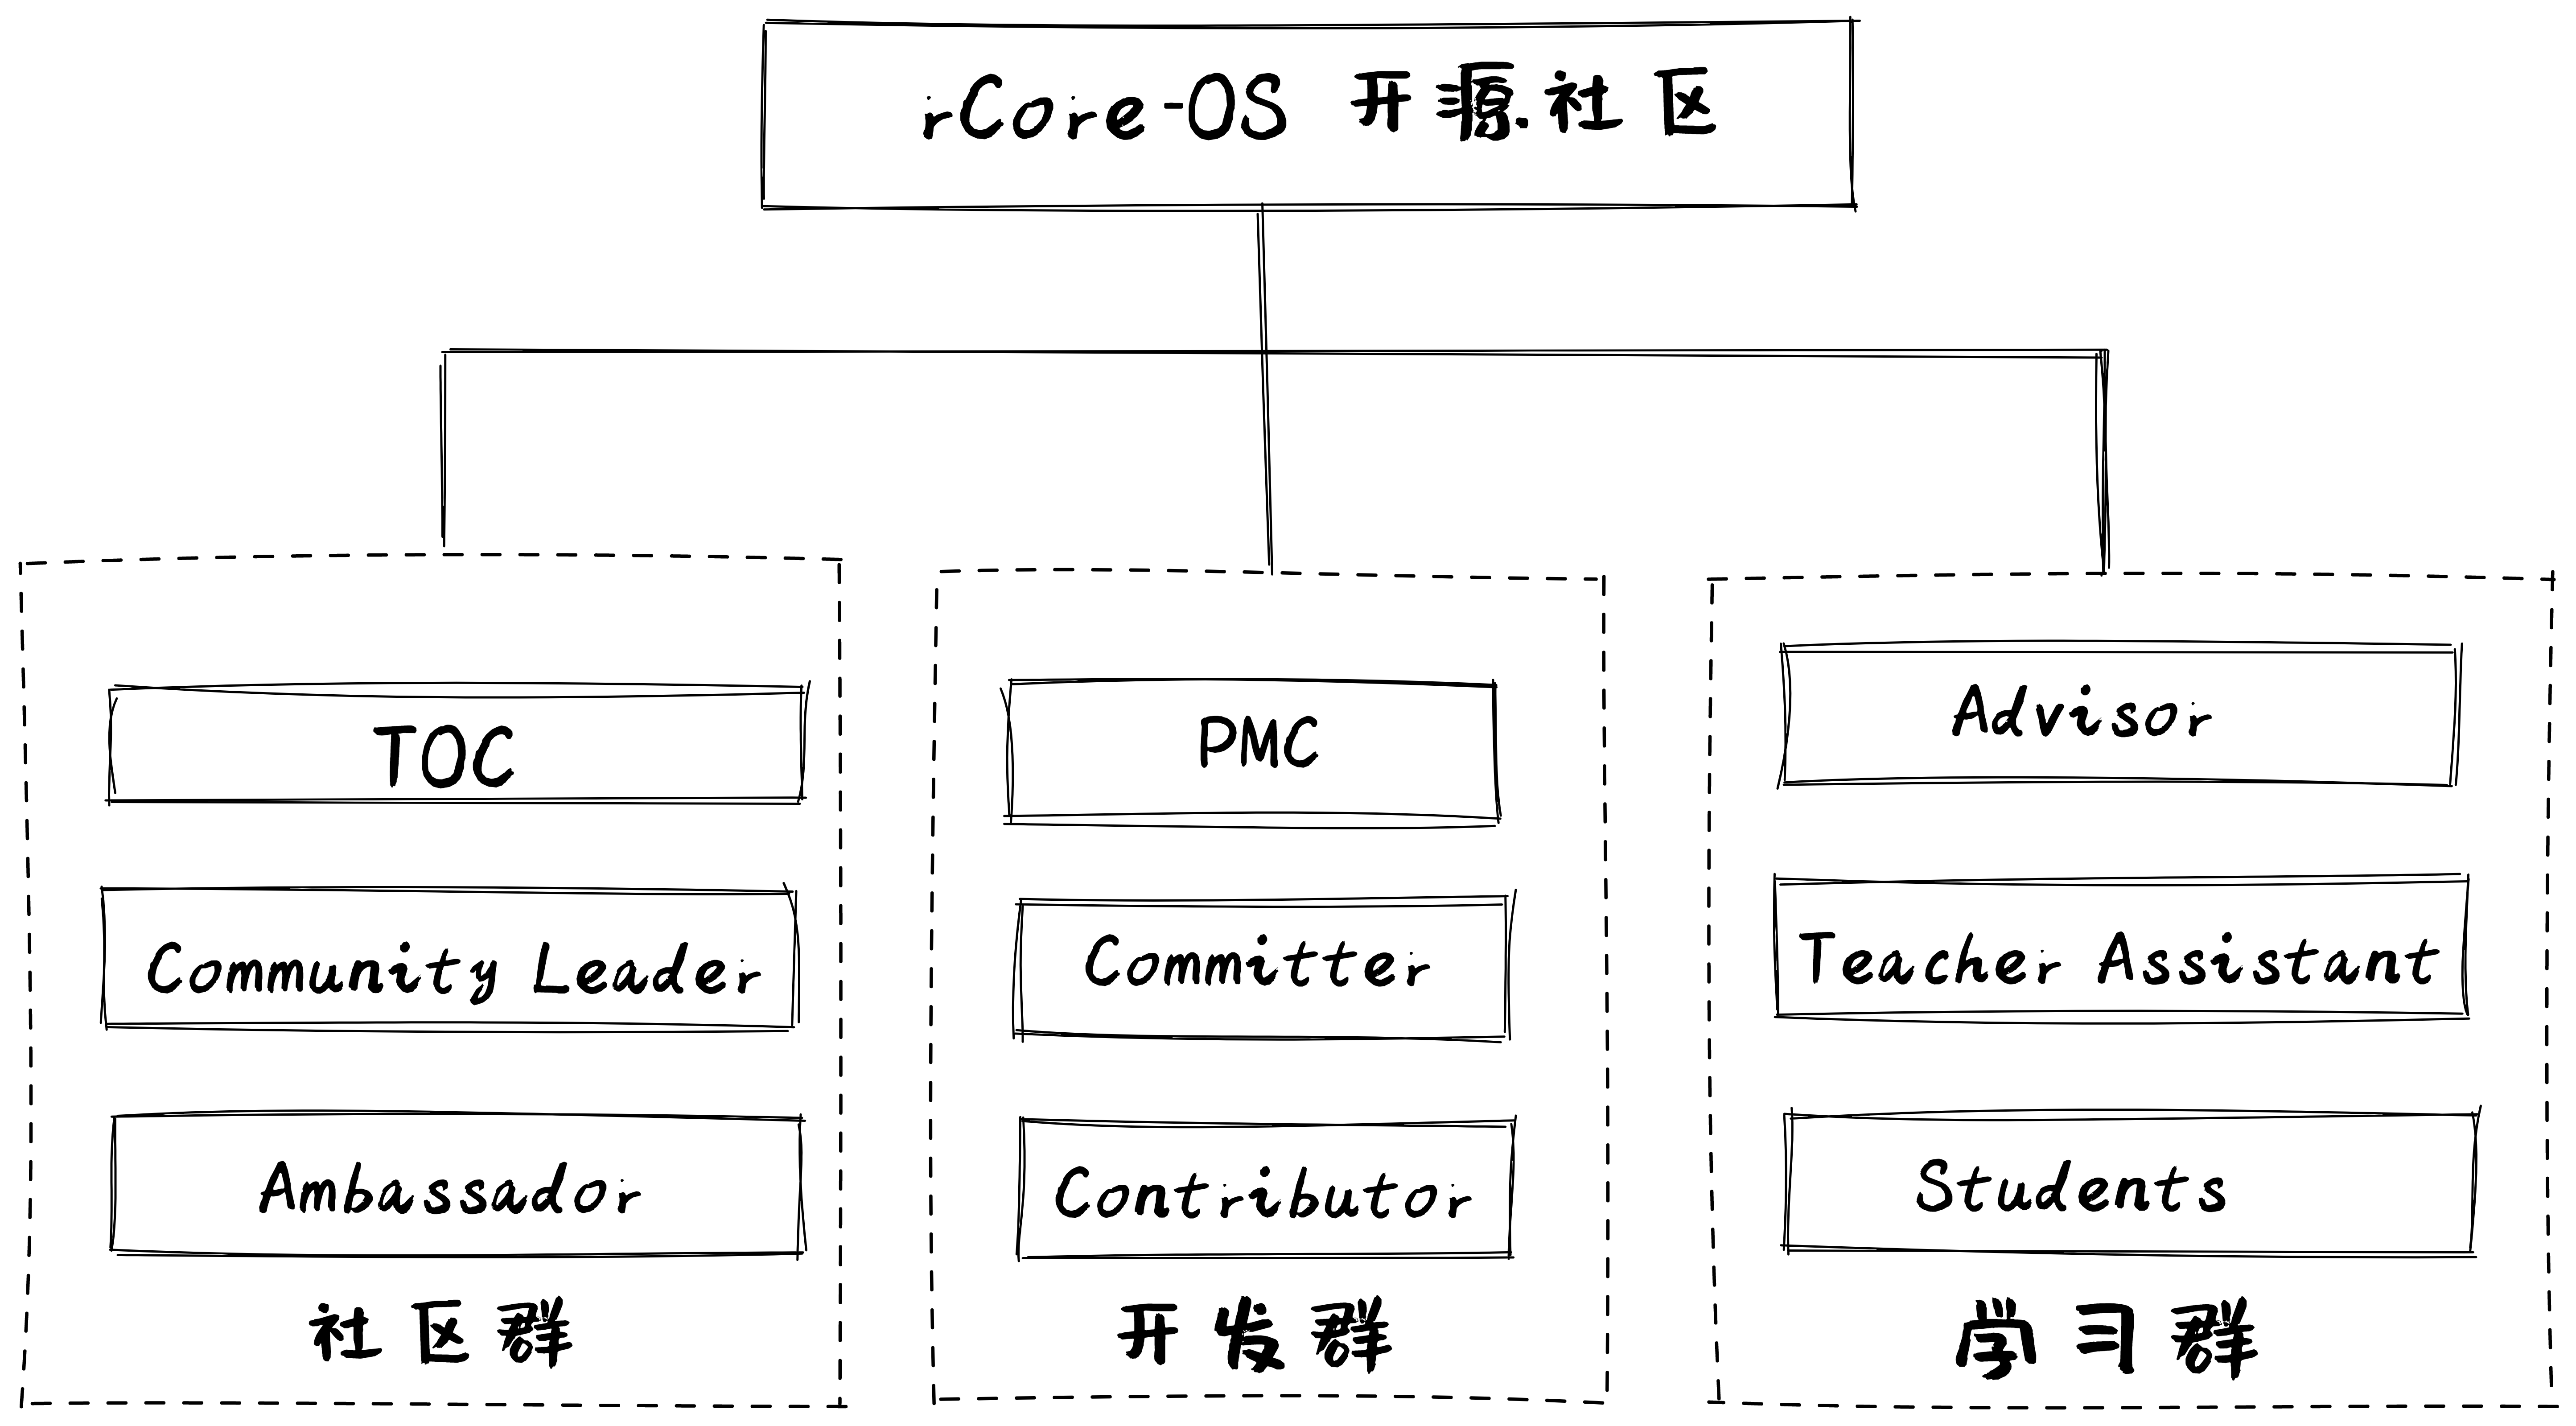 rCore-OS 开源社区
TOC
Community Leader
Ambassador
社区群
PMC
Committer
Contributor
开发群
Advisor
Teacher Assistant
Students
学习群